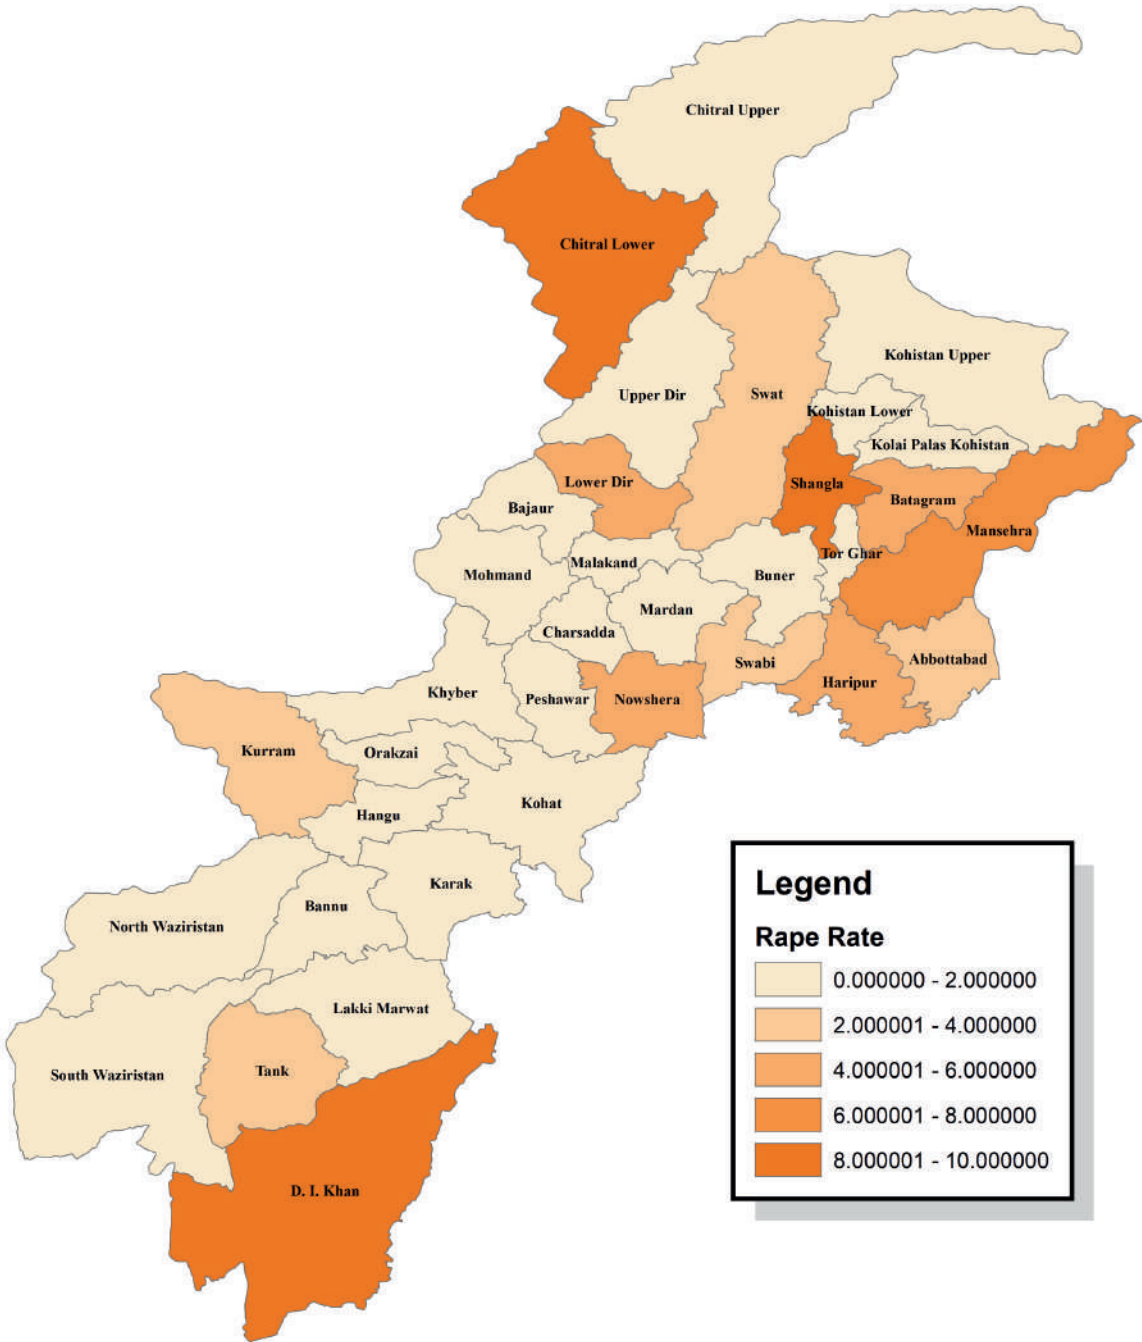 Chitral Upper
Chitral Lower
Kohistan Upper
Upper Dir
Swat
Kohistan Lower
Kolai Palas Kohistan
Lower Dir
Shangla
Batagram
Bajaur
Mansehra
Tor Ghar
Malakand
Mohmand
Buner
Mardan
Charsadda
Swabi
Abbottabad
Haripur
Khyber
Peshawar
Nowshera
Kurram
Orakzai
Kohat
Hangu
Karak
Bannu
North Waziristan
Lakki Marwat
South Waziristan
Tank
D. I. Khan
Legend
Rape Rate
0.000000 - 2.000000
2.000001 - 4.000000
4.000001 - 6.000000
6.000001 - 8.000000
8.000001 - 10.000000